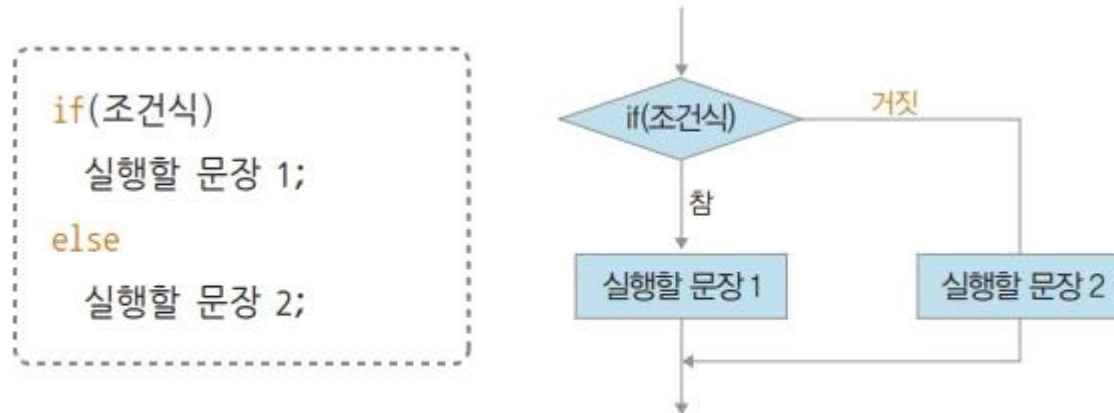 if(조건식)
실행할 문장 1;
else
실행할 문장 2;
if(조건식)
거짓
참
실행할 문장 1
실행할 문장 2